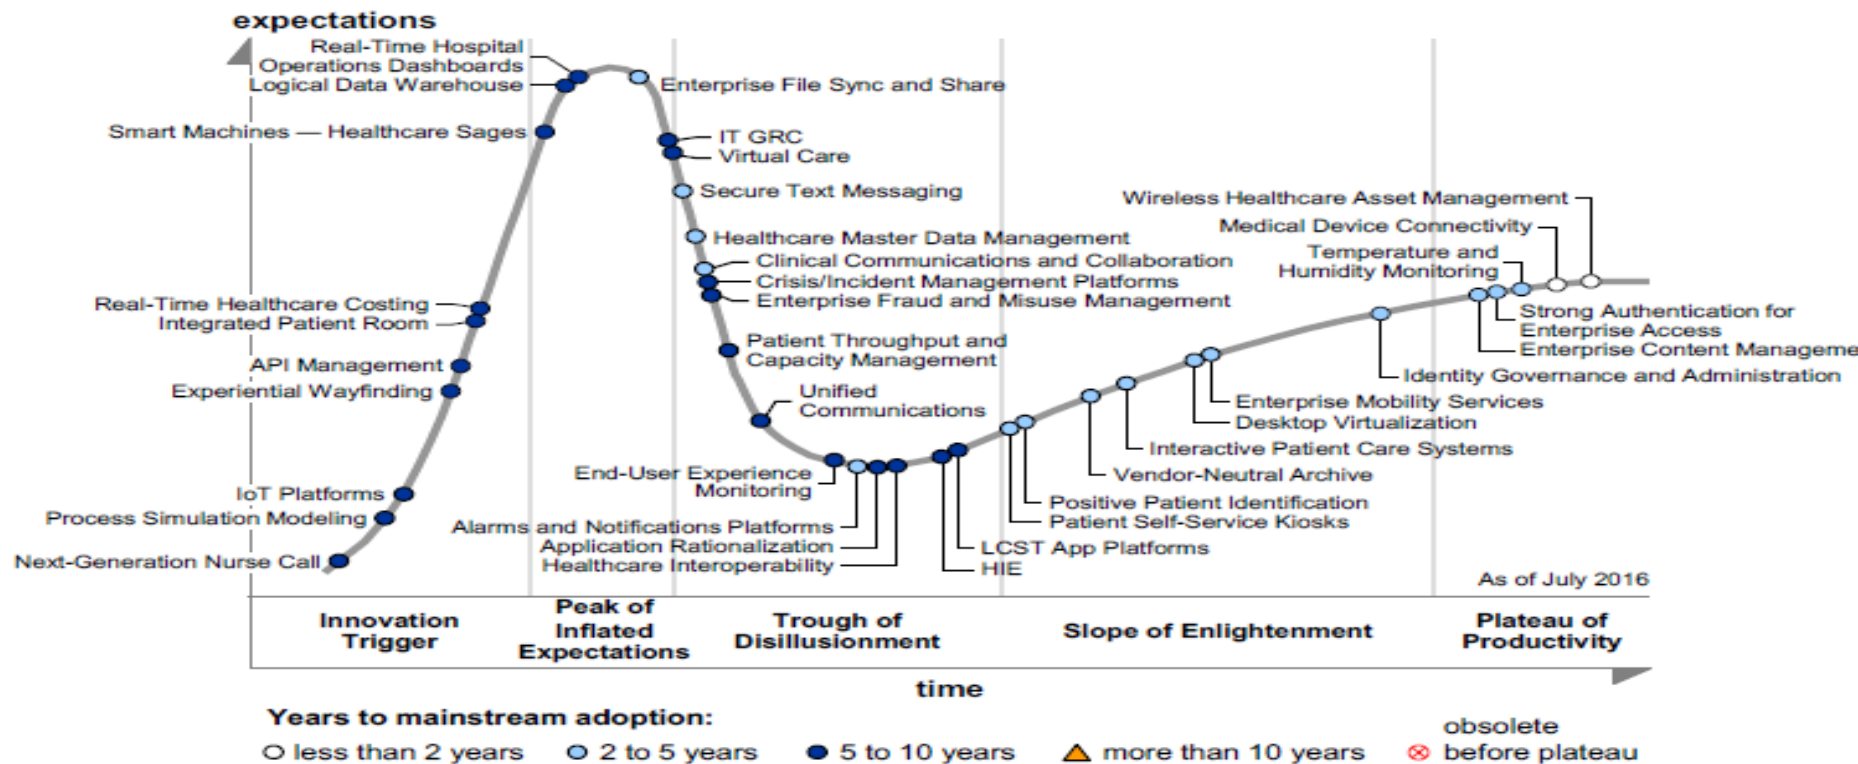 expectations
Real-Time Hospital
Operations Dashboards
Logical Data Warehouse
Enterprise File Sync and Share
Smart Machines — Healthcare Sages
IT GRC
Virtual Care
Secure Text Messaging
Wireless Healthcare Asset Management
Medical Device Connectivity
Healthcare Master Data Management
Temperature and
Humidity Monitoring
Clinical Communications and Collaboration
Crisis/Incident Management Platforms
Enterprise Fraud and Misuse Management
Real-Time Healthcare Costing
Integrated Patient Room
Strong Authentication for
Enterprise Access
Enterprise Content Manageme
Patient Throughput and
Capacity Management
API Management
Experiential Wayfinding
Identity Governance and Administration
Unified
Communications
Enterprise Mobility Services
Desktop Virtualization
Interactive Patient Care Systems
Vendor-Neutral Archive
End-User Experience
Monitoring
IoT Platforms
Process Simulation Modeling
Positive Patient Identification
Patient Self-Service Kiosks
Alarms and Notifications Platforms
Application Rationalization
Healthcare Interoperability
LCST App Platforms
HIE
Next-Generation Nurse Call
As of July 2016
Innovation
Trigger
Peak of
Inflated
Expectations
Trough of
Disillusionment
Slope of Enlightenment
Plateau of
Productivity
time
Years to mainstream adoption:
less than 2 years
2 to 5 years
5 to 10 years
more than 10 years
obsolete
before plateau